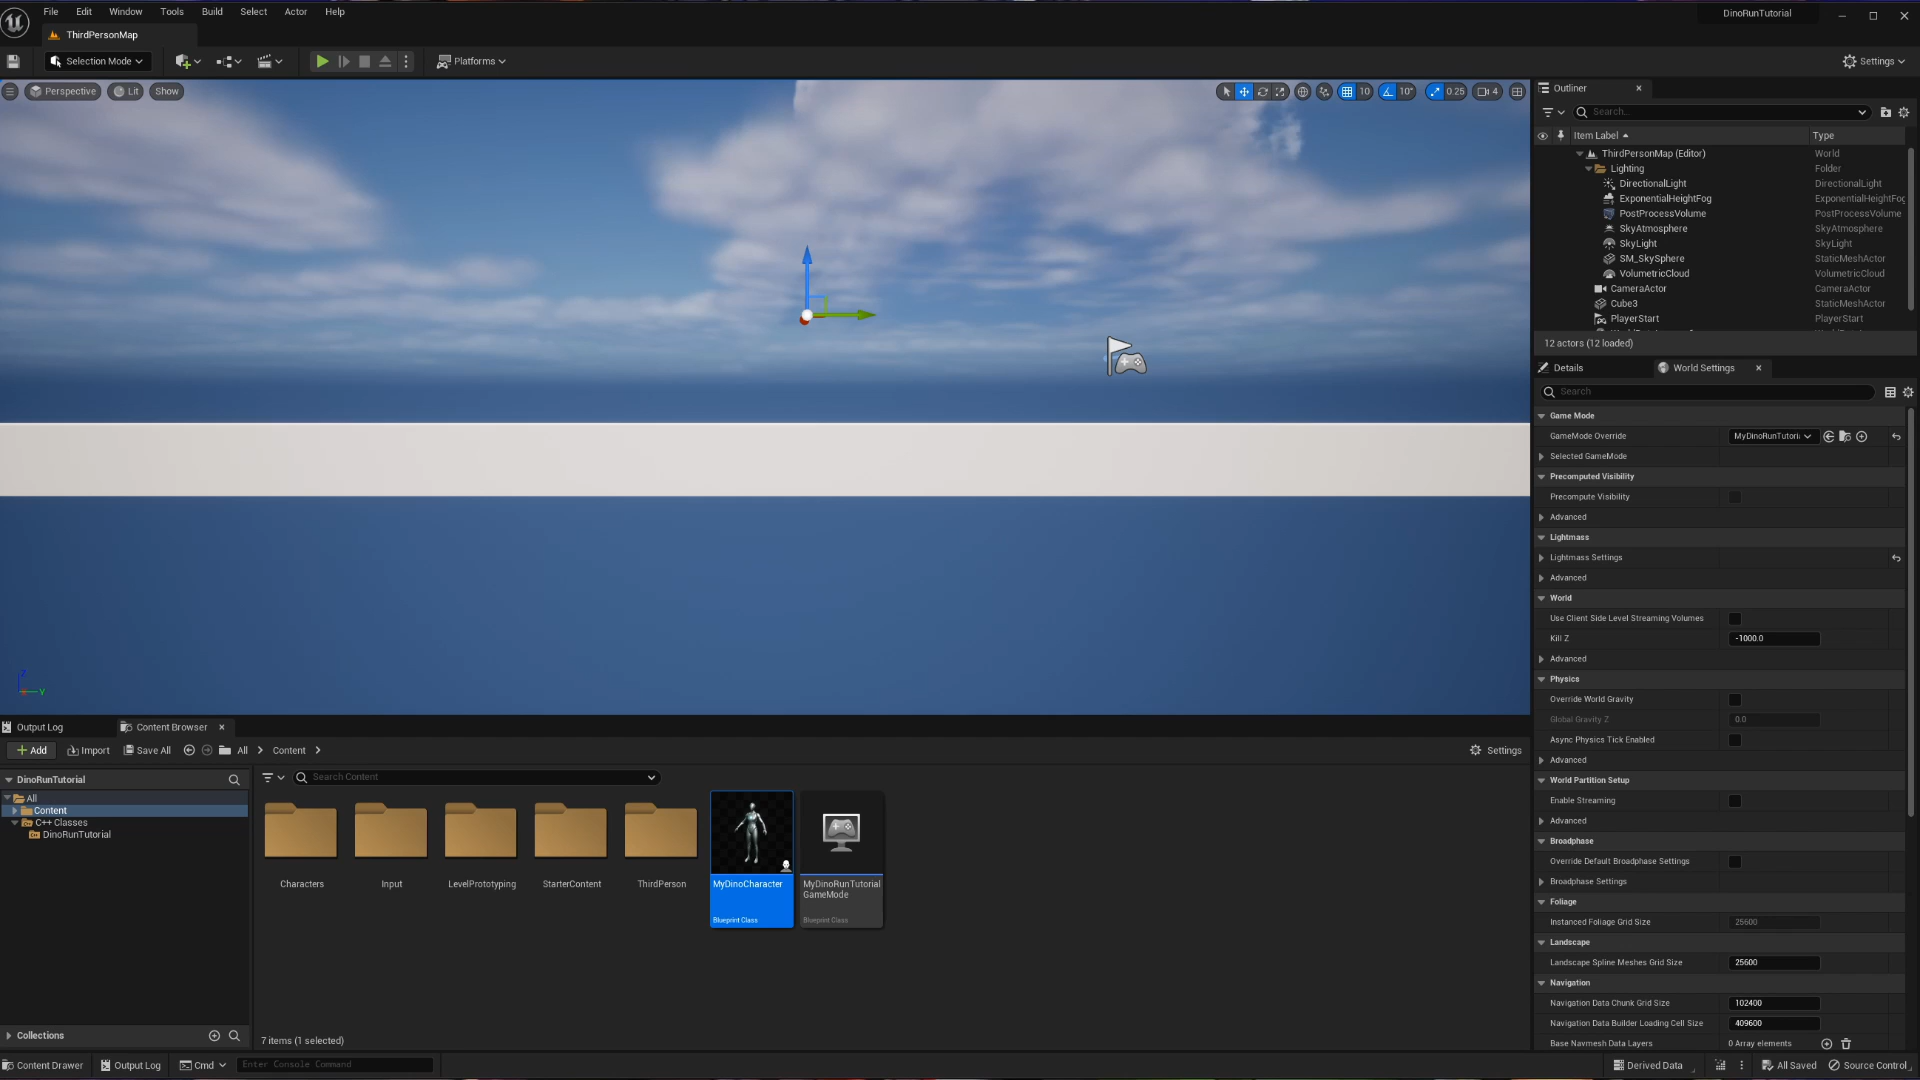 File Edit Window Tools Build Select Actor Help
DinoRunTutorial
ThirdPersonMap
Selection Mode
Platforms
Settings
Perspective Lit Show
10 10° 0.25 4
Outliner
Search...
Item Label Type
ThirdPersonMap (Editor) World
Lighting Folder
DirectionalLight DirectionalLight
ExponentialHeightFog ExponentialHeightFog
PostProcessVolume PostProcessVolume
SkyAtmosphere SkyAtmosphere
SkyLight SkyLight
SM_SkySphere StaticMeshActor
VolumetricCloud VolumetricCloud
CameraActor CameraActor
Cube3 StaticMeshActor
PlayerStart PlayerStart
12 actors (12 loaded)
Details World Settings
Search
Game Mode
GameMode Override MyDinoRunTutori
Selected GameMode
Precomputed Visibility
Precompute Visibility
Advanced
Lightmass
Lightmass Settings
Advanced
World
Use Client Side Level Streaming Volumes
Kill Z -1000.0
Advanced
Physics
Override World Gravity
Global Gravity Z 0.0
Async Physics Tick Enabled
Advanced
World Partition Setup
Enable Streaming
Advanced
Broadphase
Override Default Broadphase Settings
Broadphase Settings
Foliage
Instanced Foliage Grid Size 25600
Landscape
Landscape Spline Meshes Grid Size 25600
Navigation
Navigation Data Chunk Grid Size 102400
Navigation Data Builder Loading Cell Size 409600
Base Navmesh Data Layers 0 Array elements
Z
Y
Output Log Content Browser
Add Import Save All All Content Settings
DinoRunTutorial
All
Content
C++ Classes
DinoRunTutorial
Collections
Search Content
Characters
Input
LevelPrototyping
StarterContent
ThirdPerson
MyDinoCharacter
Blueprint Class
MyDinoRunTutorial
GameMode
Blueprint Class
7 items (1 selected)
Content Drawer Output Log Cmd Enter Console Command Derived Data All Saved Source Control